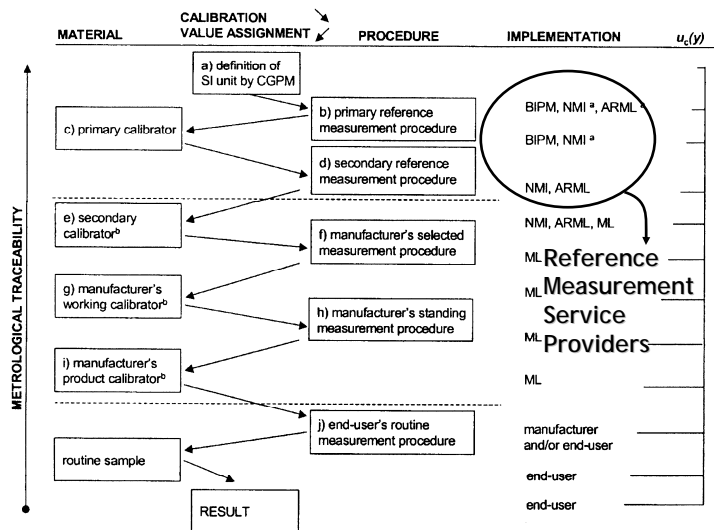 CALIBRATION
MATERIAL VALUE ASSIGNMENT PROCEDURE IMPLEMENTATION u_c(y)
a) definition of
SI unit by CGPM
b) primary reference
measurement procedure
BIPM, NMI ᵃ, ARML ᵃ
c) primary calibrator
BIPM, NMI ᵃ
d) secondary reference
measurement procedure
NMI, ARML
e) secondary
calibratorᵇ
NMI, ARML, ML
f) manufacturer's selected
measurement procedure
ML
g) manufacturer's
working calibratorᵇ
ML
h) manufacturer's standing
measurement procedure
ML
i) manufacturer's
product calibratorᵇ
ML
Reference
Measurement
Service
Providers
j) end-user's routine
measurement procedure
manufacturer
and/or end-user
routine sample
end-user
RESULT
end-user
METROLOGICAL TRACEABILITY